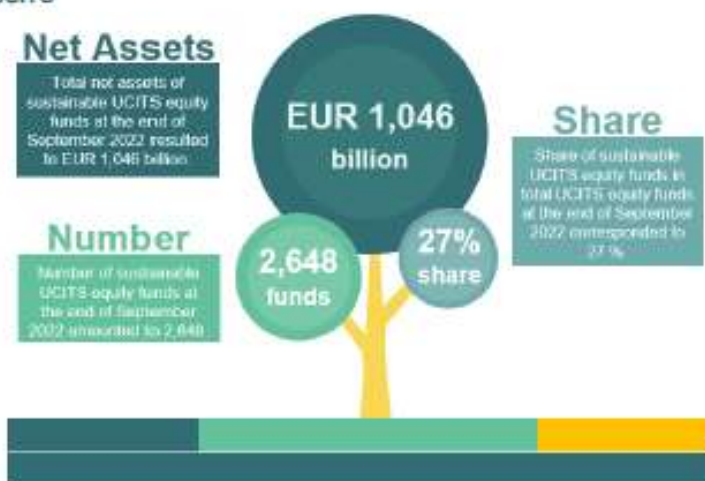 Net Assets
Total net assets of
sustainable UCITS equity
funds at the end of
September 2022 resulted
to EUR 1,046 billion
EUR 1,046
billion
Share
Share of sustainable
UCITS equity funds in
total UCITS equity funds
at the end of September
2022 corresponded to
27 %
Number
Number of sustainable
UCITS equity funds at
the end of September
2022 amounted to 2,648
2,648
funds
27%
share